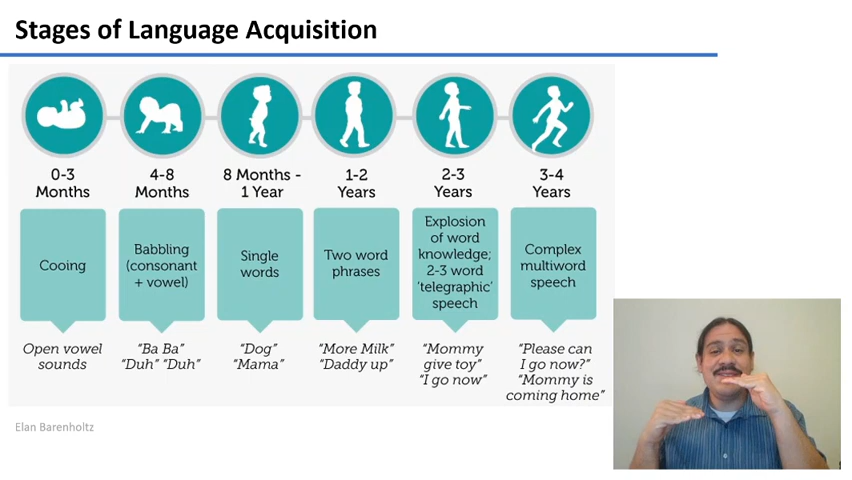 Stages of Language Acquisition
0-3
Months
4-8
Months
8 Months -
1 Year
1-2
Years
2-3
Years
3-4
Years
Cooing
Babbling
(consonant
+ vowel)
Single
words
Two word
phrases
Explosion
of word
knowledge;
2-3 word
‘telegraphic’
speech
Complex
multiword
speech
Open vowel
sounds
“Ba Ba”
“Duh” “Duh”
“Dog”
“Mama”
“More Milk”
“Daddy up”
“Mommy
give toy”
“I go now”
“Please can
I go now?”
“Mommy is
coming home”
Elan Barenholtz